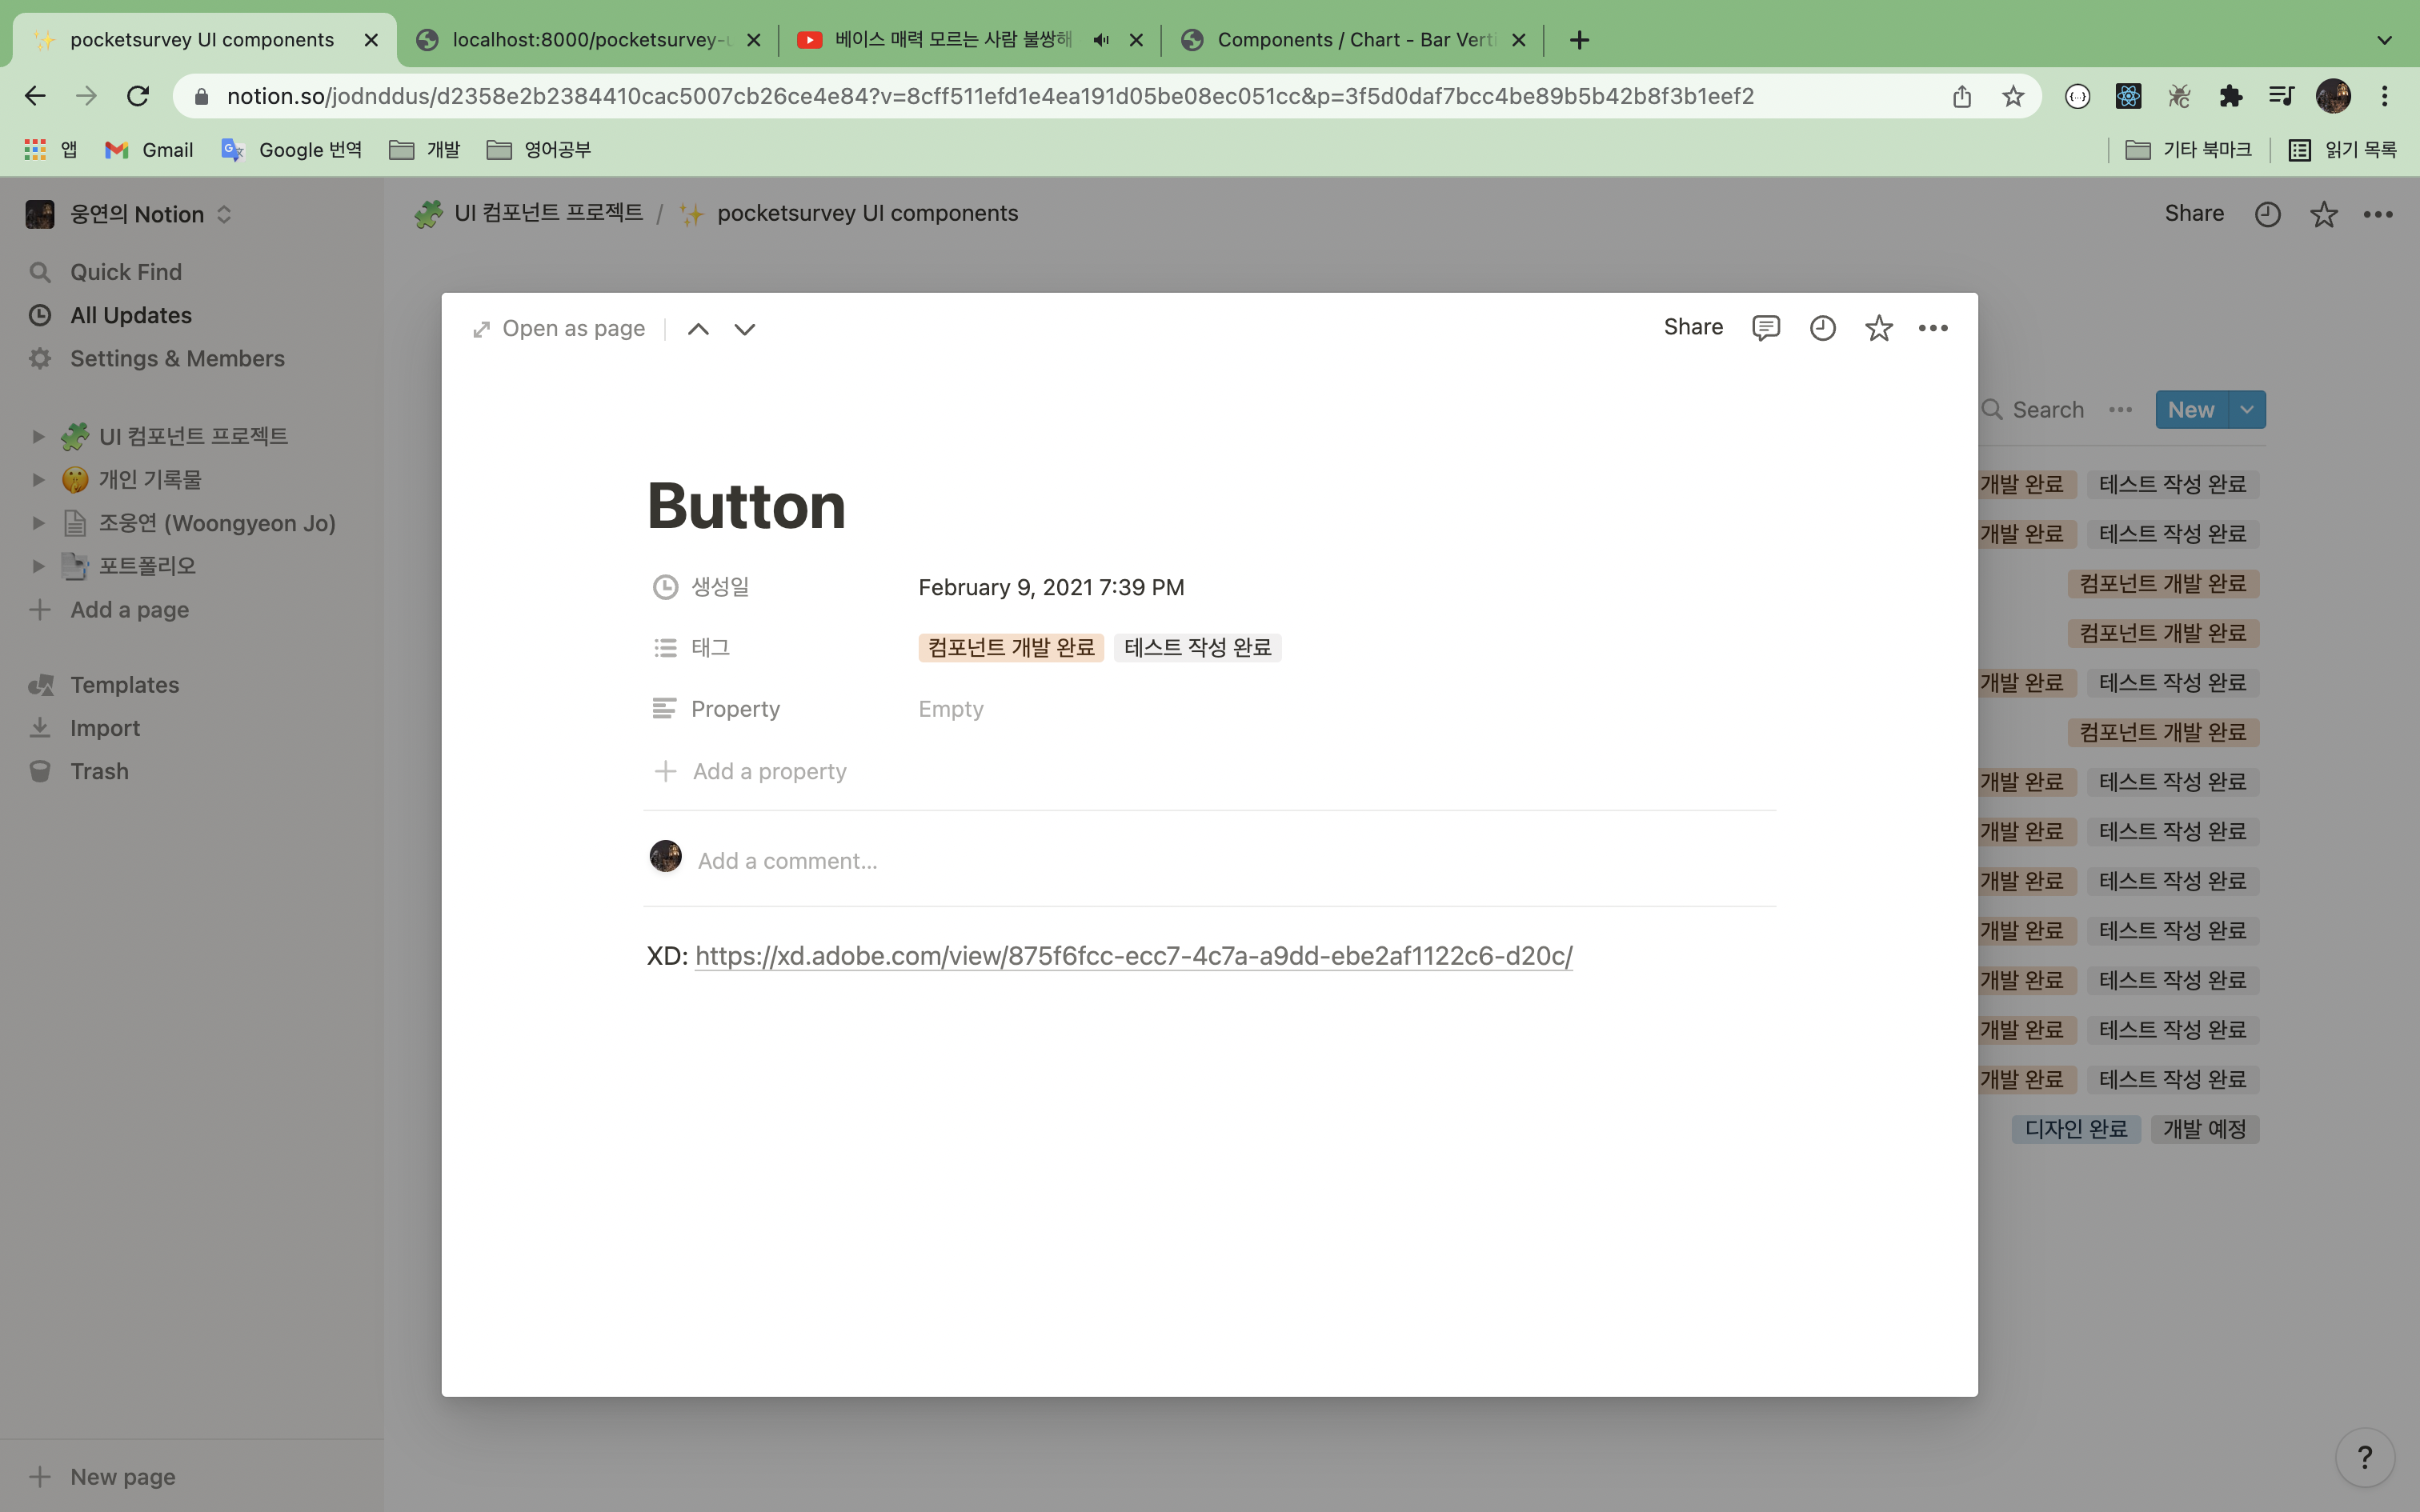 pocketsurvey UI components
localhost:8000/pocketsurvey-u
베이스 매력 모르는 사람 불쌍해
Components / Chart - Bar Verti
notion.so/jodnddus/d2358e2b2384410cac5007cb26ce4e84?v=8cff511efd1e4ea191d05be08ec051cc&p=3f5d0daf7bcc4be89b5b42b8f3b1eef2
앱
Gmail
Google 번역
개발
영어공부
기타 북마크
읽기 목록
웅연의 Notion
UI 컴포넌트 프로젝트 / pocketsurvey UI components
Share
Quick Find
All Updates
Settings & Members
UI 컴포넌트 프로젝트
개인 기록물
조웅연 (Woongyeon Jo)
포트폴리오
Add a page
Templates
Import
Trash
New page
Open as page
Share
Button
생성일 February 9, 2021 7:39 PM
태그 컴포넌트 개발 완료 테스트 작성 완료
Property Empty
Add a property
Add a comment...
XD: https://xd.adobe.com/view/875f6fcc-ecc7-4c7a-a9dd-ebe2af1122c6-d20c/
Search
New
개발 완료 테스트 작성 완료
개발 완료 테스트 작성 완료
컴포넌트 개발 완료
컴포넌트 개발 완료
개발 완료 테스트 작성 완료
컴포넌트 개발 완료
개발 완료 테스트 작성 완료
개발 완료 테스트 작성 완료
개발 완료 테스트 작성 완료
개발 완료 테스트 작성 완료
개발 완료 테스트 작성 완료
개발 완료 테스트 작성 완료
개발 완료 테스트 작성 완료
디자인 완료 개발 예정
?